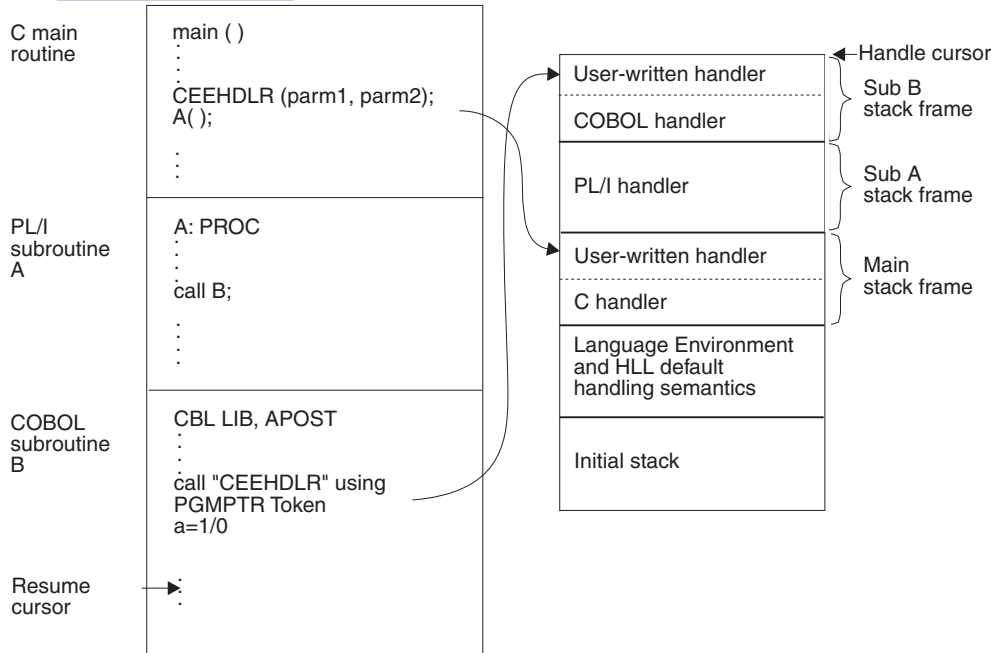 C main
routine
main ( )
.
.
.
.
CEEHDLR (parm1, parm2);
A( );
.
.
.
PL/I
subroutine
A
A: PROC
.
.
.
.
call B;
.
.
.
.
COBOL
subroutine
B
CBL LIB, APOST
.
.
.
call "CEEHDLR" using
PGMPTR Token
a=1/0
Resume
cursor
.
.
.
Handle cursor
User-written handler
COBOL handler
Sub B
stack frame
PL/I handler
Sub A
stack frame
User-written handler
C handler
Main
stack frame
Language Environment
and HLL default
handling semantics
Initial stack